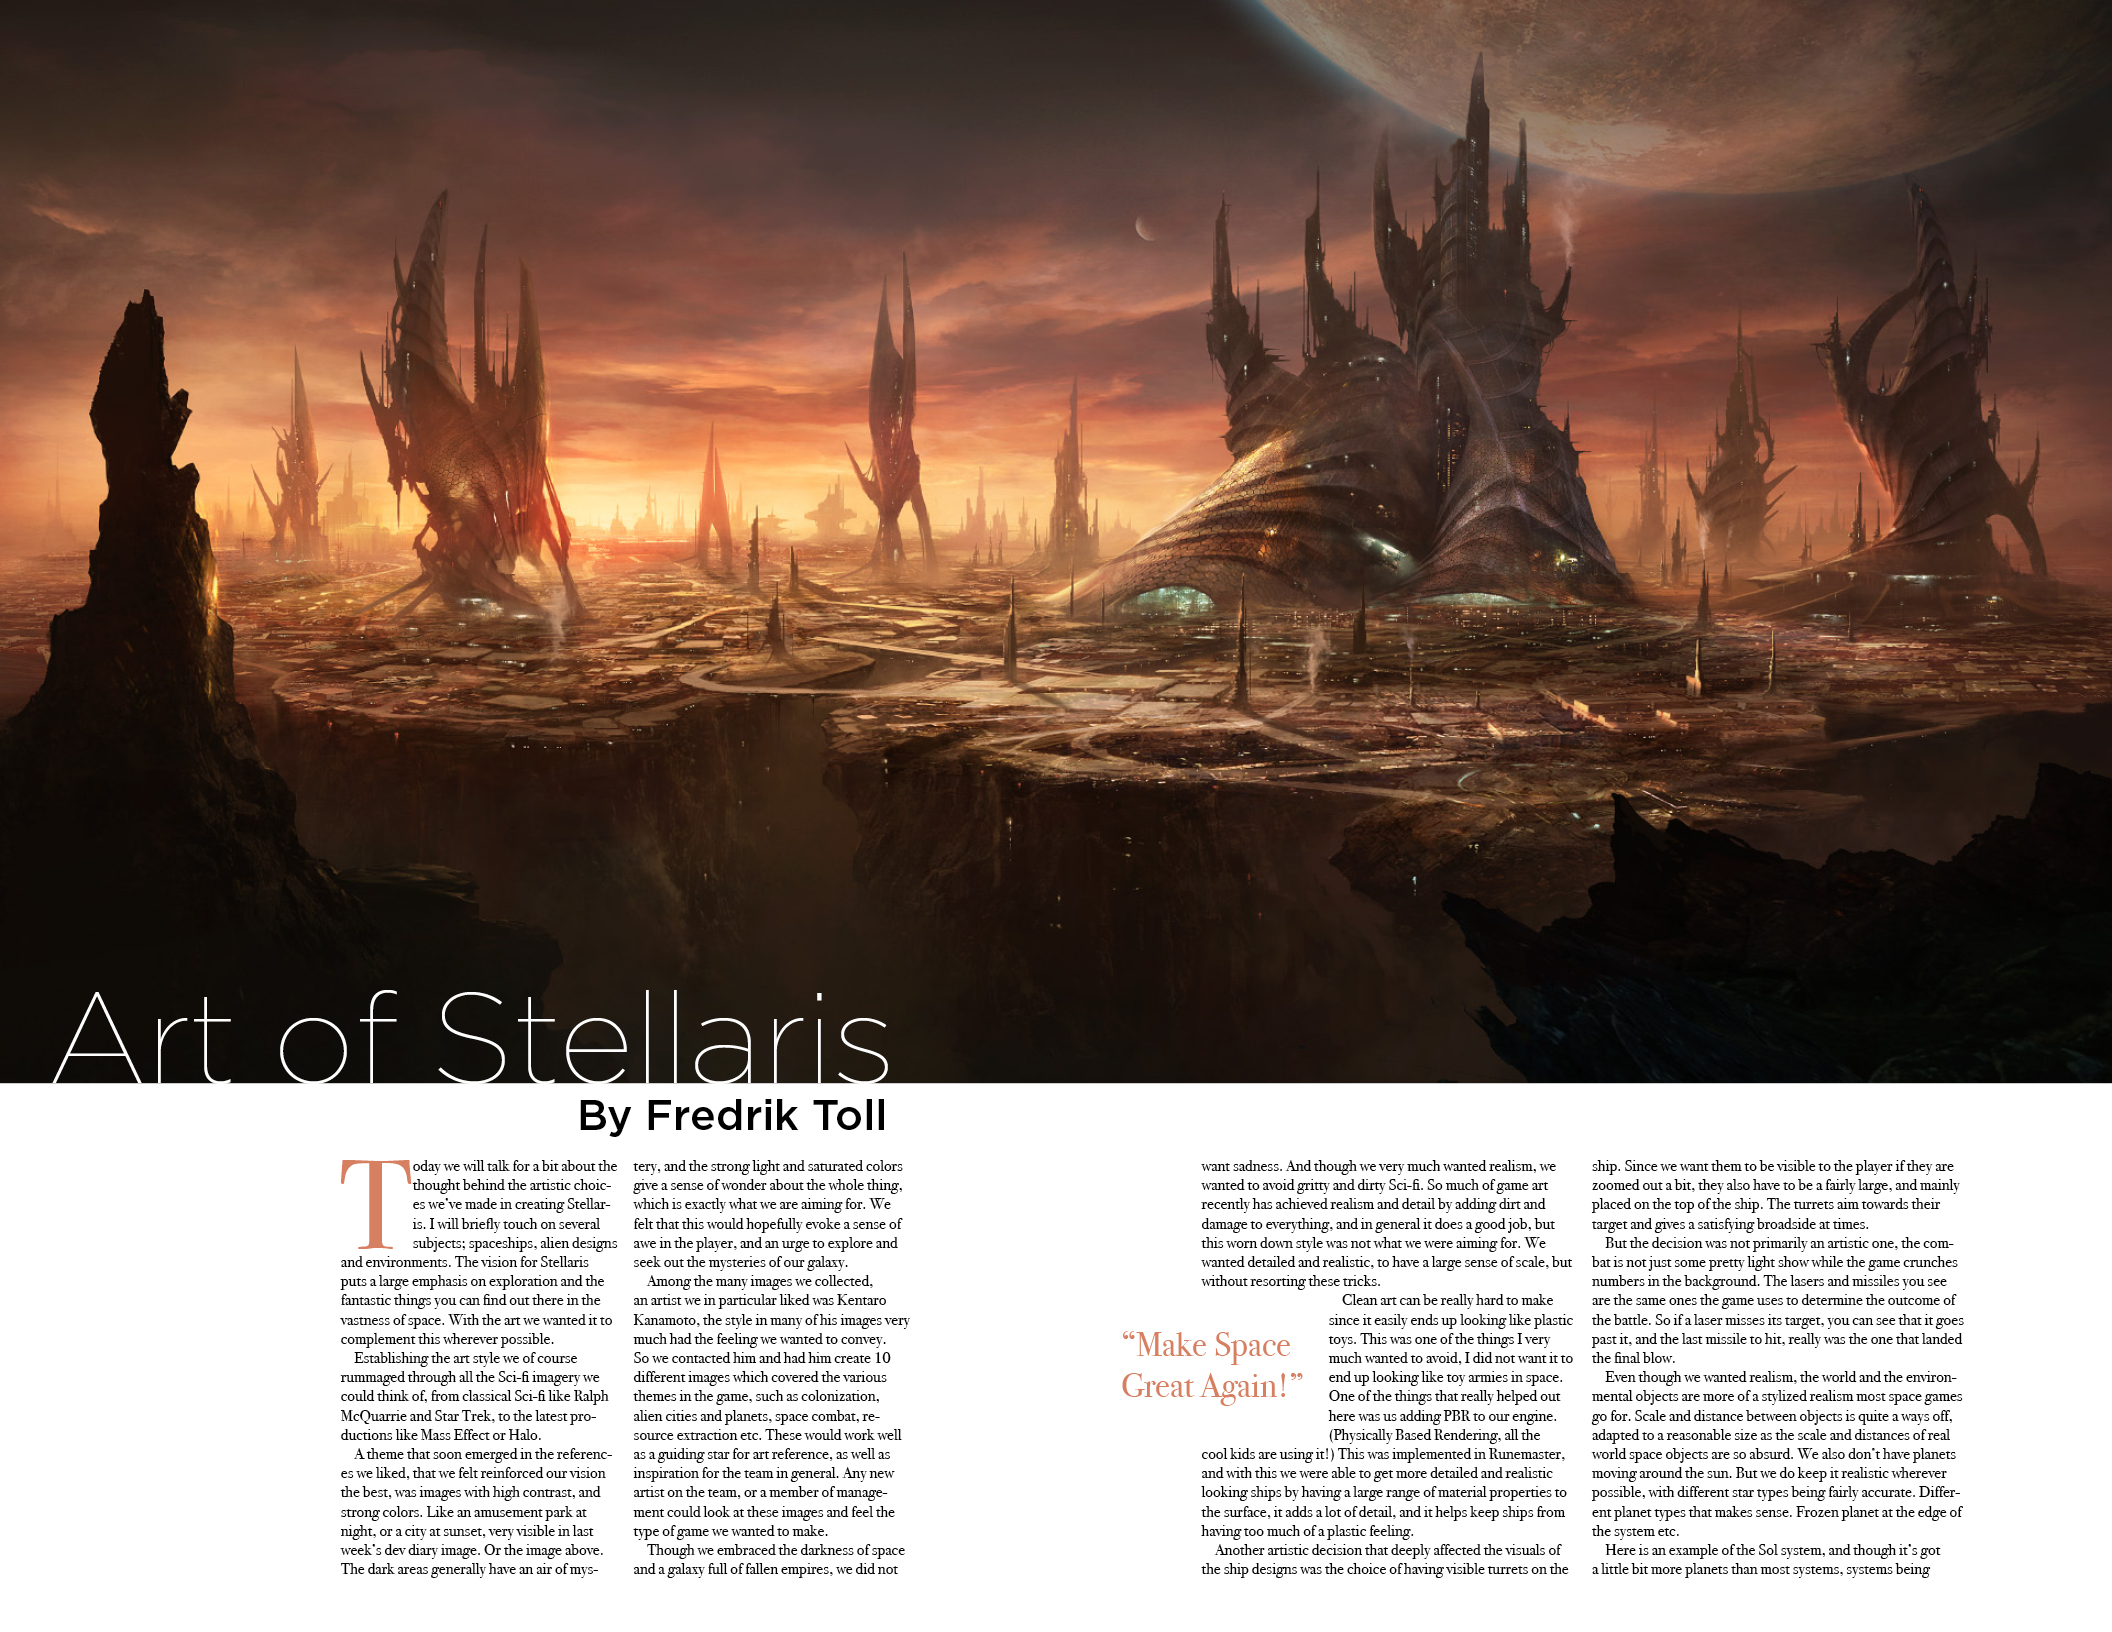 Art of Stellaris
By Fredrik Toll
Today we will talk for a bit about the
thought behind the artistic choic-
es we've made in creating Stellar-
is. I will briefly touch on several
subjects; spaceships, alien designs
and environments. The vision for Stellaris
puts a large emphasis on exploration and the
fantastic things you can find out there in the
vastness of space. With the art we wanted it to
complement this wherever possible.
Establishing the art style we of course
rummaged through all the Sci-fi imagery we
could think of, from classical Sci-fi like Ralph
McQuarrie and Star Trek, to the latest pro-
ductions like Mass Effect or Halo.
A theme that soon emerged in the referenc-
es we liked, that we felt reinforced our vision
the best, was images with high contrast, and
strong colors. Like an amusement park at
night, or a city at sunset, very visible in last
week's dev diary image. Or the image above.
The dark areas generally have an air of mys-
tery, and the strong light and saturated colors
give a sense of wonder about the whole thing,
which is exactly what we are aiming for. We
felt that this would hopefully evoke a sense of
awe in the player, and an urge to explore and
seek out the mysteries of our galaxy.
Among the many images we collected,
an artist we in particular liked was Kentaro
Kanamoto, the style in many of his images very
much had the feeling we wanted to convey.
So we contacted him and had him create 10
different images which covered the various
themes in the game, such as colonization,
alien cities and planets, space combat, re-
source extraction etc. These would work well
as a guiding star for art reference, as well as
inspiration for the team in general. Any new
artist on the team, or a member of manage-
ment could look at these images and feel the
type of game we wanted to make.
Though we embraced the darkness of space
and a galaxy full of fallen empires, we did not
want sadness. And though we very much wanted realism, we
wanted to avoid gritty and dirty Sci-fi. So much of game art
recently has achieved realism and detail by adding dirt and
damage to everything, and in general it does a good job, but
this worn down style was not what we were aiming for. We
wanted detailed and realistic, to have a large sense of scale, but
without resorting these tricks.
"Make Space
Great Again!"
Clean art can be really hard to make
since it easily ends up looking like plastic
toys. This was one of the things I very
much wanted to avoid, I did not want it to
end up looking like toy armies in space.
One of the things that really helped out
here was us adding PBR to our engine.
(Physically Based Rendering, all the
cool kids are using it!) This was implemented in Runemaster,
and with this we were able to get more detailed and realistic
looking ships by having a large range of material properties to
the surface, it adds a lot of detail, and it helps keep ships from
having too much of a plastic feeling.
Another artistic decision that deeply affected the visuals of
the ship designs was the choice of having visible turrets on the
ship. Since we want them to be visible to the player if they are
zoomed out a bit, they also have to be a fairly large, and mainly
placed on the top of the ship. The turrets aim towards their
target and gives a satisfying broadside at times.
But the decision was not primarily an artistic one, the com-
bat is not just some pretty light show while the game crunches
numbers in the background. The lasers and missiles you see
are the same ones the game uses to determine the outcome of
the battle. So if a laser misses its target, you can see that it goes
past it, and the last missile to hit, really was the one that landed
the final blow.
Even though we wanted realism, the world and the environ-
mental objects are more of a stylized realism most space games
go for. Scale and distance between objects is quite a ways off,
adapted to a reasonable size as the scale and distances of real
world space objects are so absurd. We also don't have planets
moving around the sun. But we do keep it realistic wherever
possible, with different star types being fairly accurate. Differ-
ent planet types that makes sense. Frozen planet at the edge of
the system etc.
Here is an example of the Sol system, and though it's got
a little bit more planets than most systems, systems being